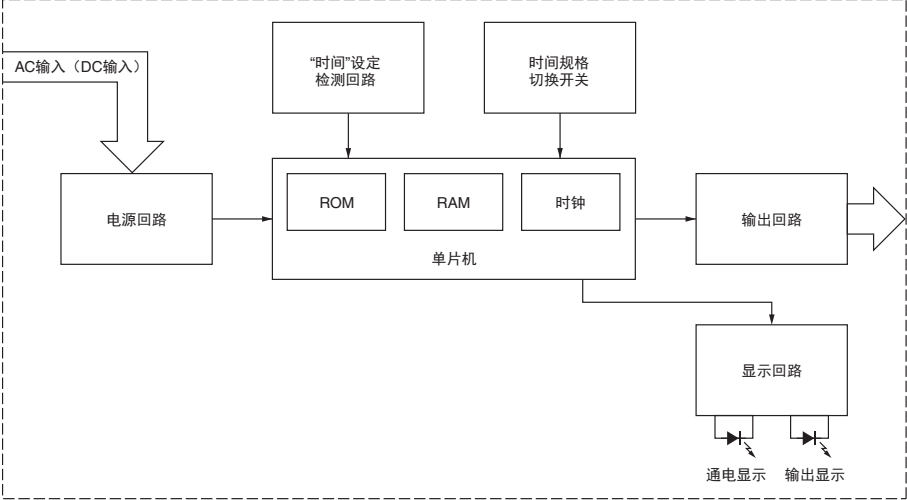 AC输入（DC输入）
“时间”设定
检测回路
时间规格
切换开关
电源回路
ROM
RAM
时钟
单片机
输出回路
显示回路
通电显示
输出显示